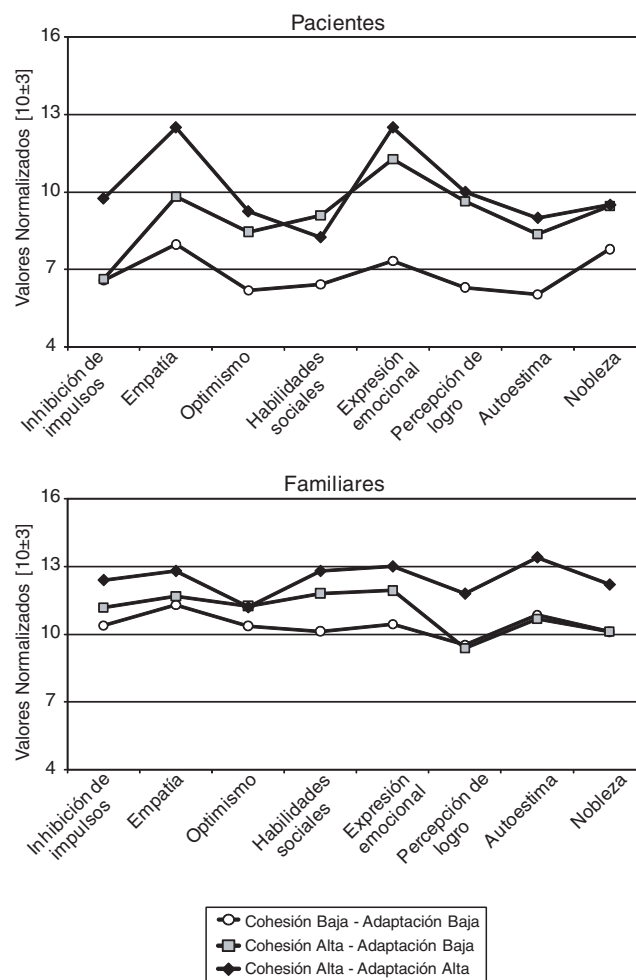 Pacientes
Valores Normalizados [10±3]
16
13
10
7
4
Inhibición de
impulsos
Empatía
Optimismo
Habilidades
sociales
Expresión
emocional
Percepción de
logro
Autoestima
Nobleza
Familiares
Valores Normalizados [10±3]
16
13
10
7
4
Inhibición de
impulsos
Empatía
Optimismo
Habilidades
sociales
Expresión
emocional
Percepción de
logro
Autoestima
Nobleza
Cohesión Baja - Adaptación Baja
Cohesión Alta - Adaptación Baja
Cohesión Alta - Adaptación Alta